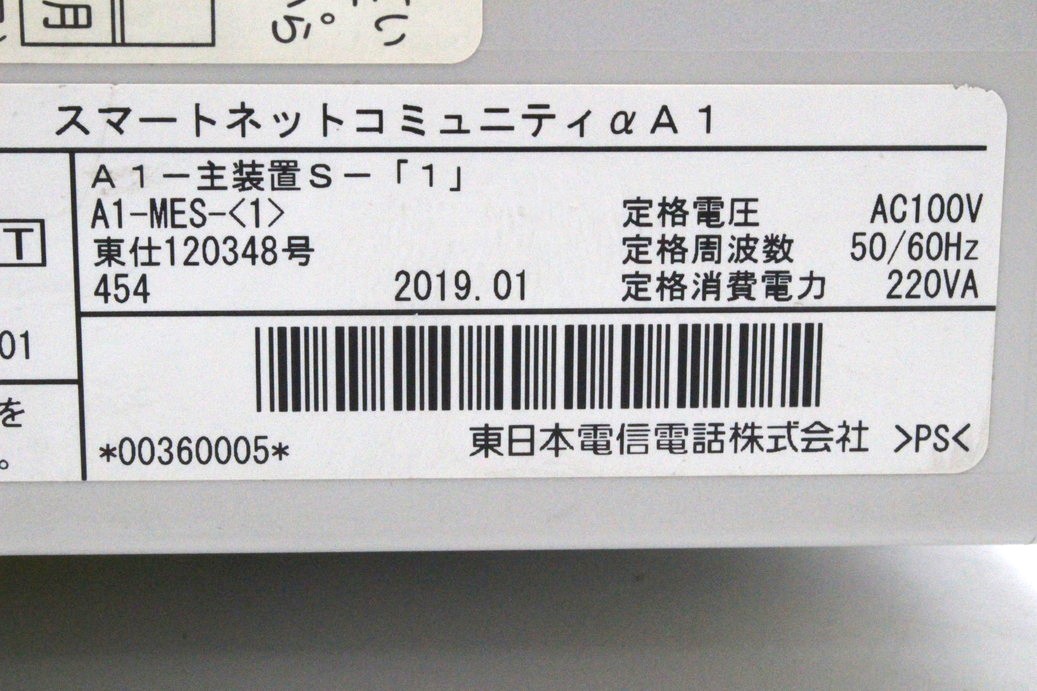 月
スマートネットコミュニティαA1
A1−主装置S−「1」
A1-MES-<1>
定格電圧 AC100V
東仕120348号
定格周波数 50/60Hz
454 2019.01
定格消費電力 220VA
T
01
を
。
*00360005*
東日本電信電話株式会社 >PS<